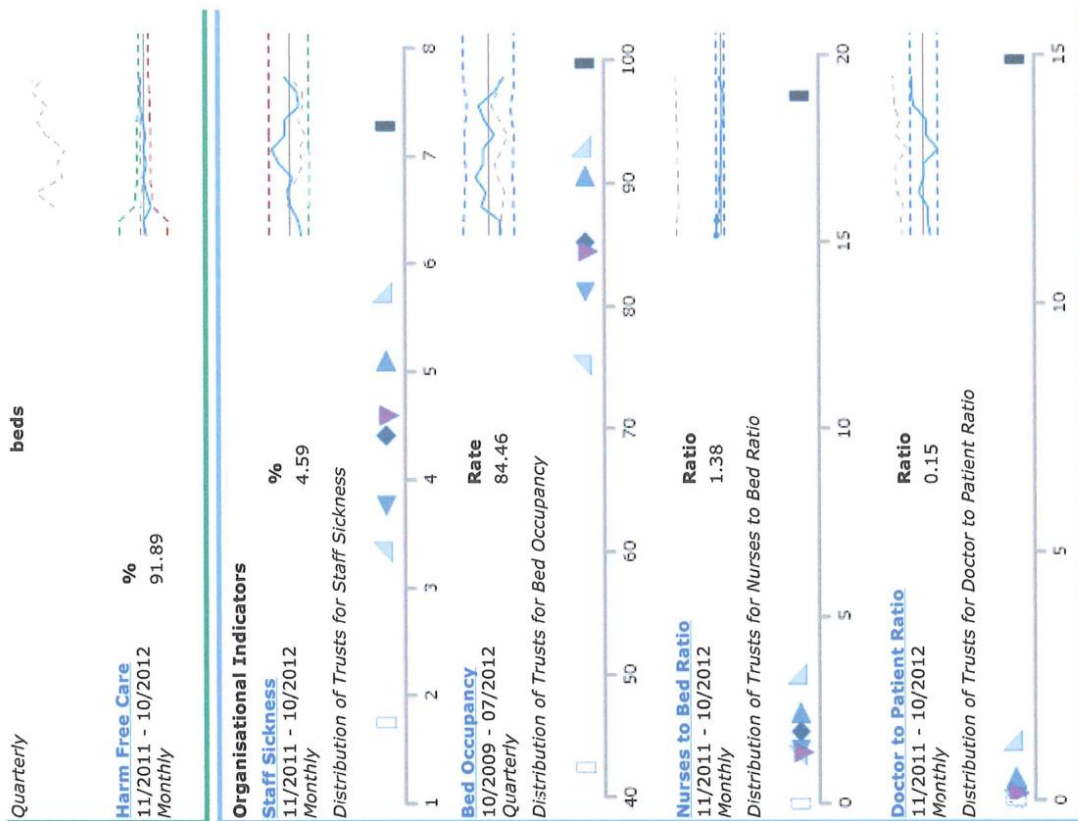 Quarterly
beds
Harm Free Care
11/2011 - 10/2012
Monthly
%
91.89
Organisational Indicators
Staff Sickness
11/2011 - 10/2012
Monthly
%
4.59
Distribution of Trusts for Staff Sickness
1 2 3 4 5 6 7 8
Bed Occupancy
10/2009 - 07/2012
Quarterly
Rate
84.46
Distribution of Trusts for Bed Occupancy
40 50 60 70 80 90 100
Nurses to Bed Ratio
11/2011 - 10/2012
Monthly
Ratio
1.38
Distribution of Trusts for Nurses to Bed Ratio
0 5 10 15 20
Doctor to Patient Ratio
11/2011 - 10/2012
Monthly
Ratio
0.15
Distribution of Trusts for Doctor to Patient Ratio
0 5 10 15